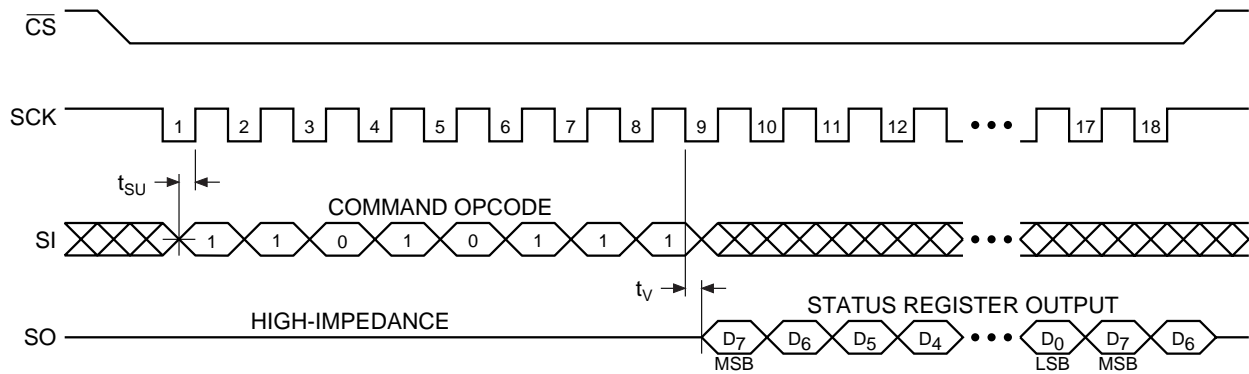 CS
SCK 1 2 3 4 5 6 7 8 9 10 11 12 ••• 17 18
tSU
COMMAND OPCODE
SI 1 1 0 1 0 1 1 1 •••
tV
HIGH-IMPEDANCE
STATUS REGISTER OUTPUT
SO D7 D6 D5 D4 ••• D0 D7 D6
MSB LSB MSB